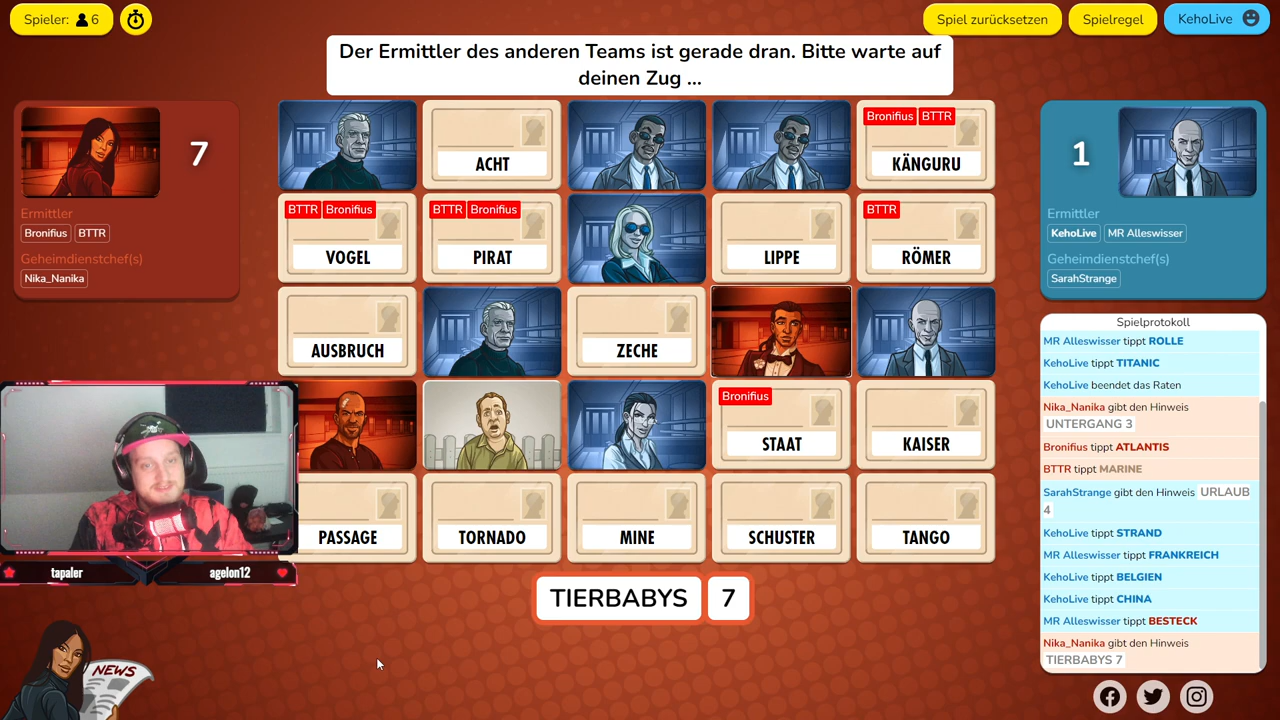 Spieler: 6
Spiel zurücksetzen
Spielregel
KehoLive
Der Ermittler des anderen Teams ist gerade dran. Bitte warte auf
deinen Zug ...
7
Ermittler
Bronifius BTTR
Geheimdienstchef(s)
Nika_Nanika
ACHT
Bronifius BTTR
KÄNGURU
BTTR Bronifius
VOGEL
BTTR Bronifius
PIRAT
LIPPE
BTTR
RÖMER
AUSBRUCH
ZECHE
Bronifius
STAAT
KAISER
PASSAGE
TORNADO
MINE
SCHUSTER
TANGO
TIERBABYS 7
1
Ermittler
KehoLive MR Alleswisser
Geheimdienstchef(s)
SarahStrange
Spielprotokoll
MR Alleswisser tippt ROLLE
KehoLive tippt TITANIC
KehoLive beendet das Raten
Nika_Nanika gibt den Hinweis
UNTERGANG 3
Bronifius tippt ATLANTIS
BTTR tippt MARINE
SarahStrange gibt den Hinweis URLAUB
4
KehoLive tippt STRAND
MR Alleswisser tippt FRANKREICH
KehoLive tippt BELGIEN
KehoLive tippt CHINA
MR Alleswisser tippt BESTECK
Nika_Nanika gibt den Hinweis
TIERBABYS 7
tapaler
agelon12
NEWS